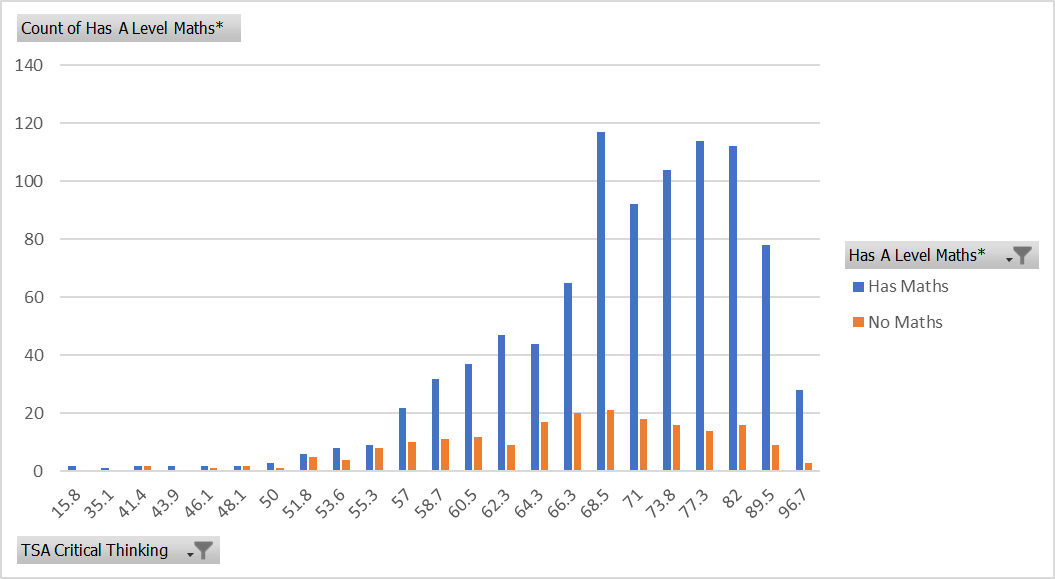 Count of Has A Level Maths*
140
120
100
80
60
40
20
0
15.8 35.1 41.4 43.9 46.1 48.1 50 51.8 53.6 55.3 57 58.7 60.5 62.3 64.3 66.3 68.5 71 73.8 77.3 82 89.5 96.7
TSA Critical Thinking
Has A Level Maths*
Has Maths
No Maths